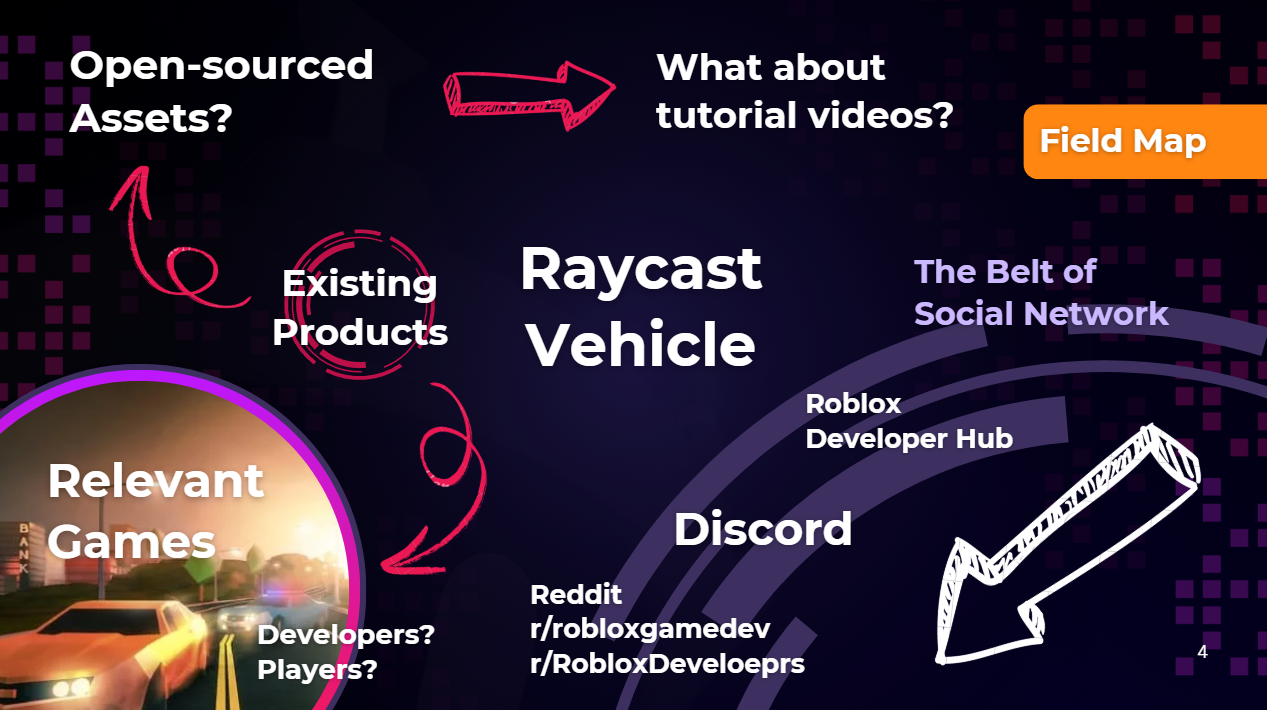 Open-sourced
Assets?
What about
tutorial videos?
Field Map
Existing
Products
Raycast
Vehicle
The Belt of
Social Network
Roblox
Developer Hub
Relevant
Games
BANK
Discord
Developers?
Players?
Reddit
r/robloxgamedev
r/RobloxDeveloeprs
4